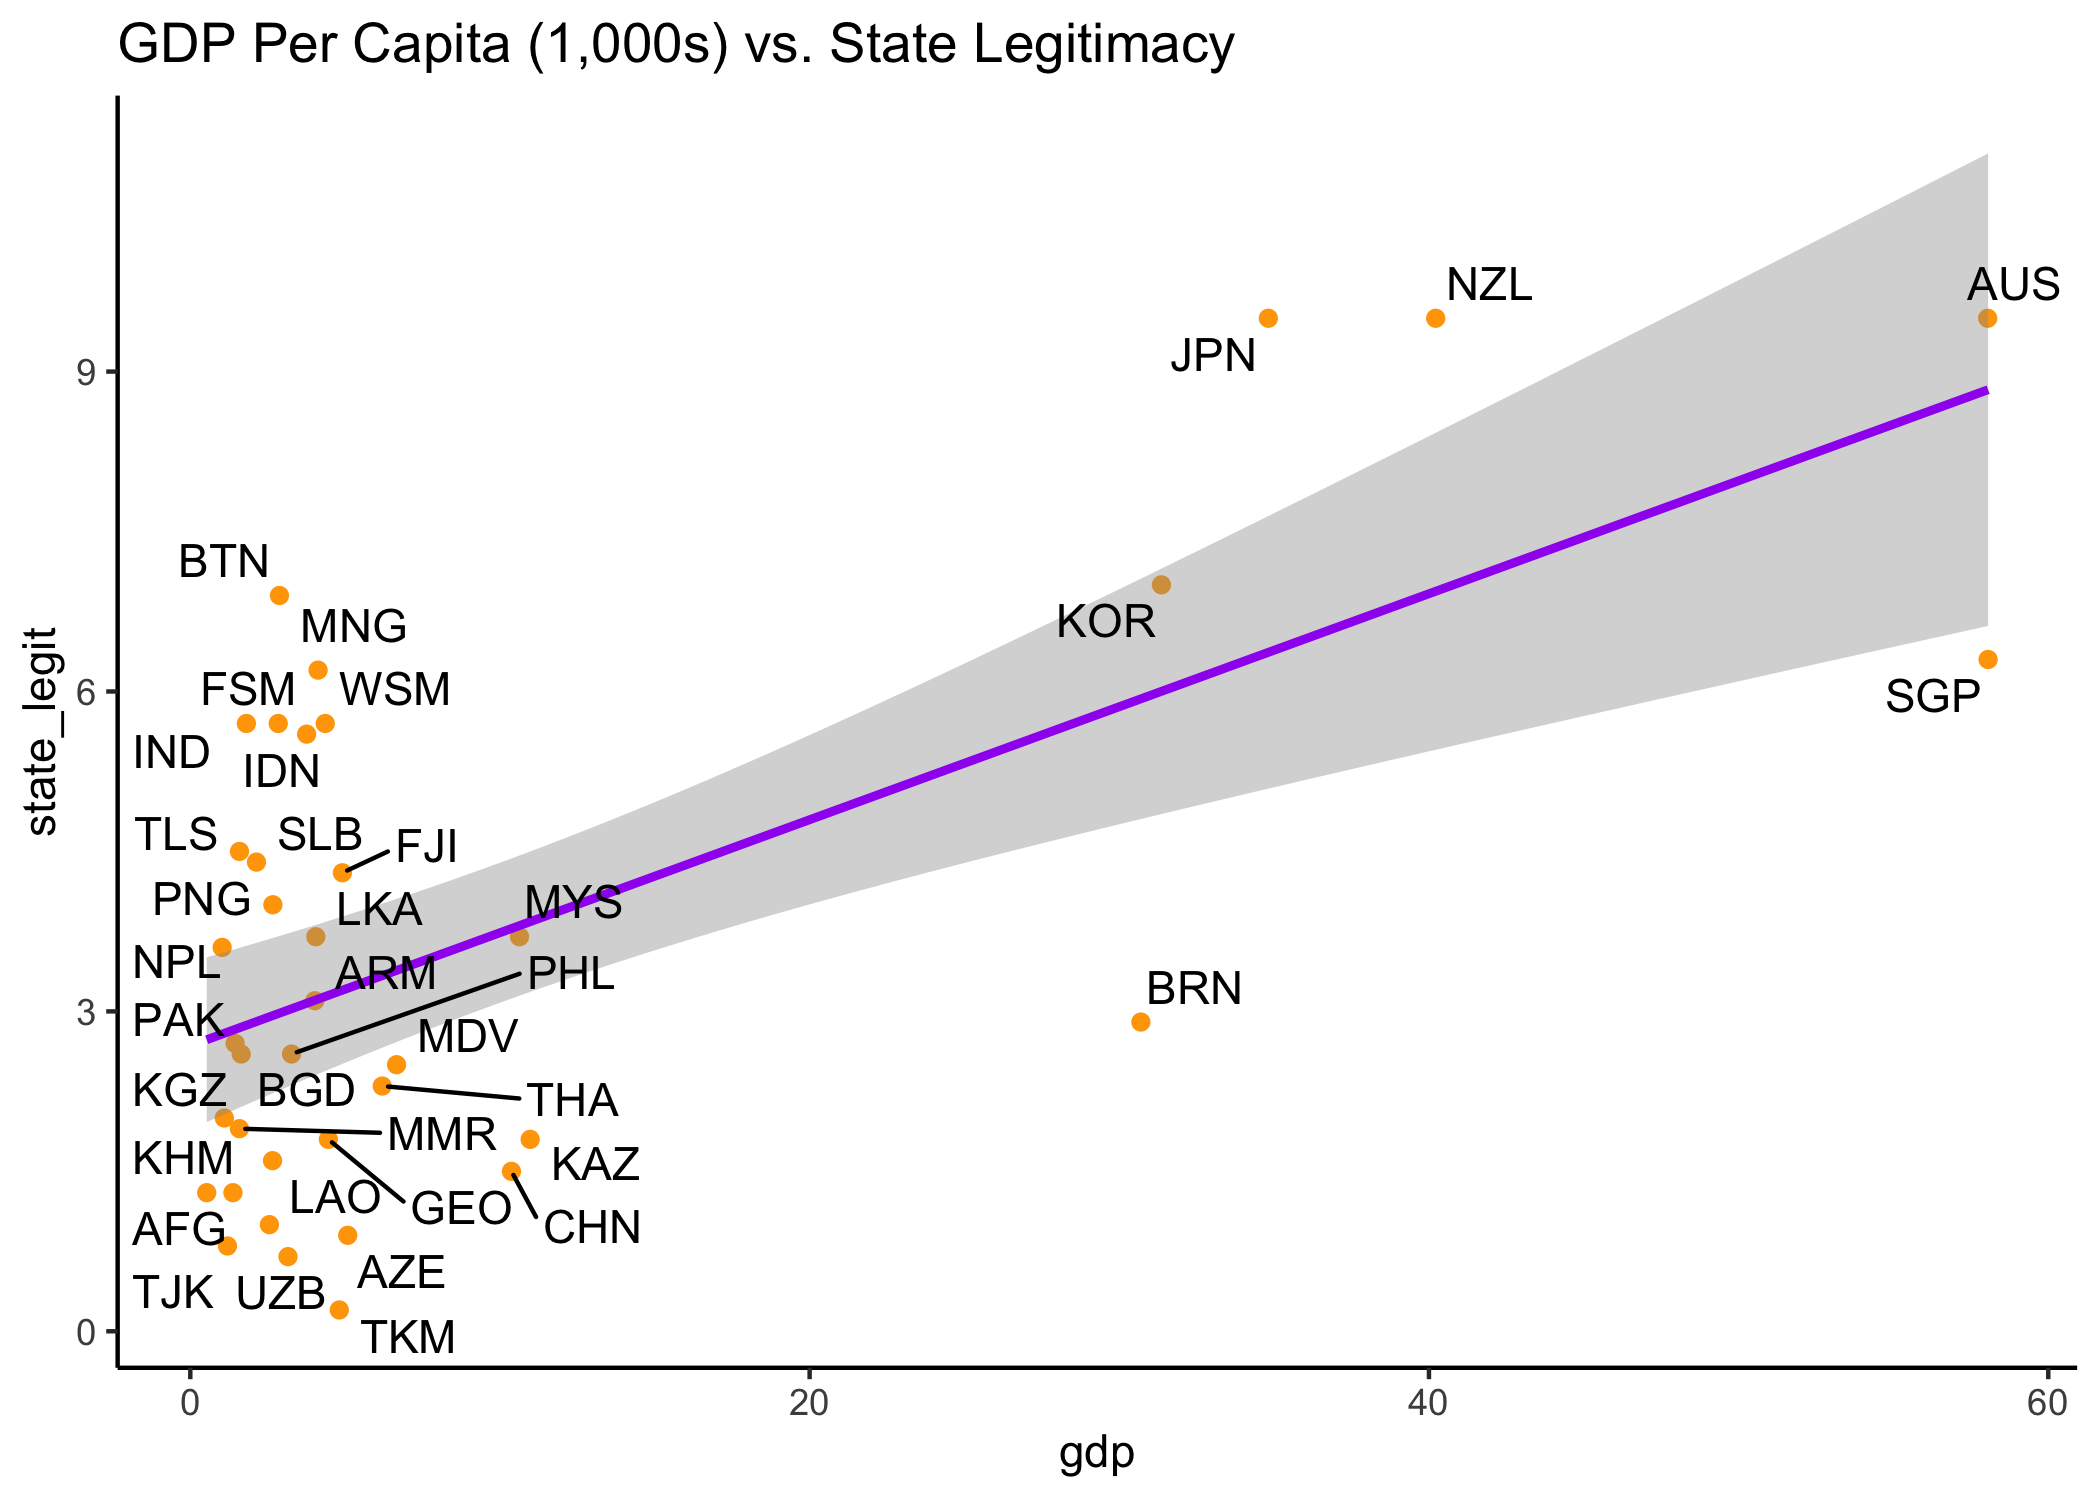 GDP Per Capita (1,000s) vs. State Legitimacy
state_legit
9
6
3
0
NZL
AUS
JPN
BTN
MNG
KOR
FSM
WSM
SGP
IND
IDN
TLS
SLB
FJI
PNG
LKA
MYS
NPL
ARM
PHL
BRN
PAK
MDV
KGZ
BGD
THA
MMR
KHM
KAZ
LAO
GEO
AFG
CHN
AZE
TJK
UZB
TKM
0
20
40
60
gdp